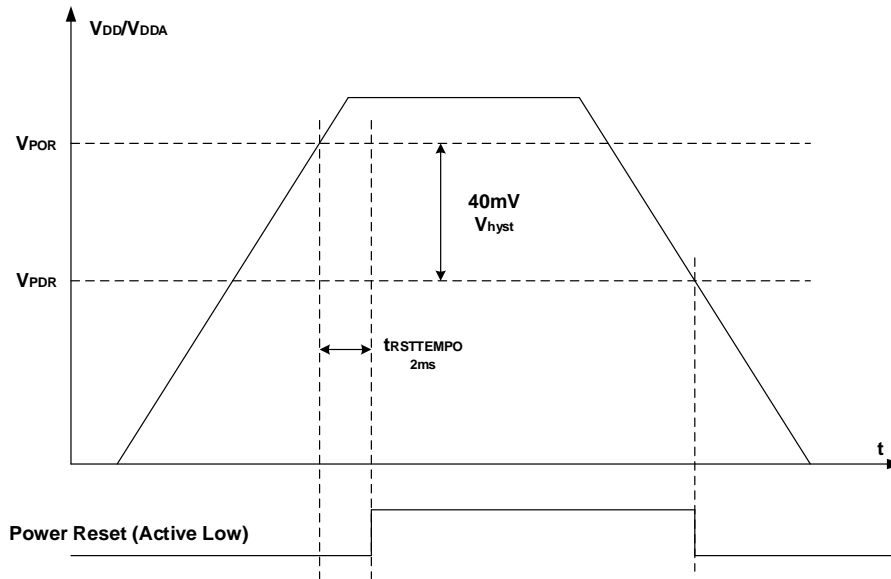 VDD/VDDA
VPOR
40mV
Vhyst
VPDR
tRSTTEMPO
2ms
t
Power Reset (Active Low)